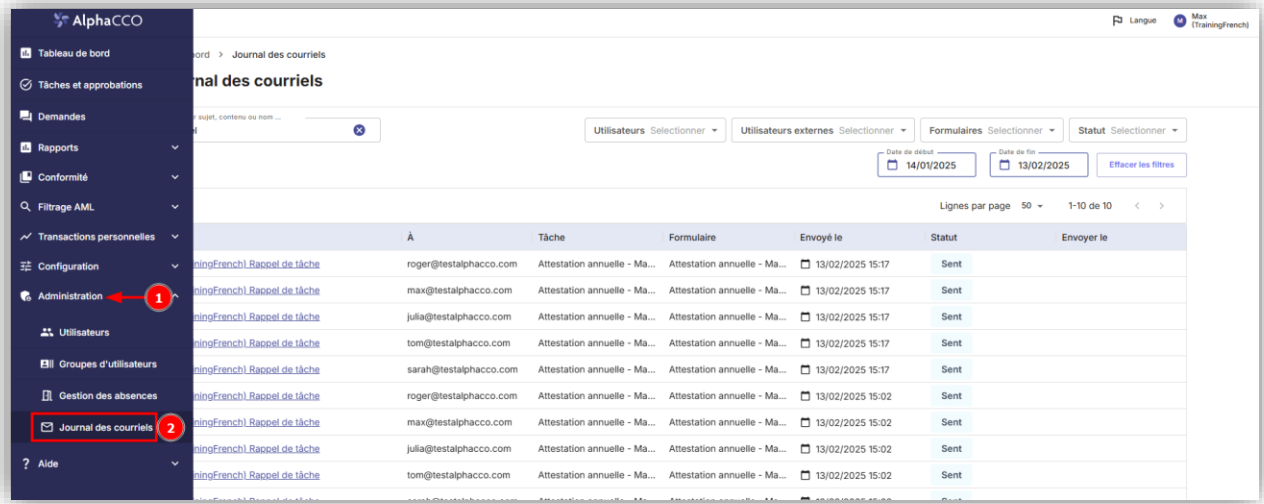 AlphaCCO
Langue
M
Max
(TrainingFrench)
Tableau de bord
Tâches et approbations
Demandes
Rapports
Conformité
Filtrage AML
Transactions personnelles
Configuration
Administration
1
Utilisateurs
Groupes d'utilisateurs
Gestion des absences
Journal des courriels
2
? Aide
ord > Journal des courriels
rnal des courriels
r sujet, contenu ou nom ...
el
Utilisateurs Selectionner
Utilisateurs externes Selectionner
Formulaires Selectionner
Statut Selectionner
Date de début
14/01/2025
Date de fin
13/02/2025
Effacer les filtres
Lignes par page 50 1-10 de 10 < >
À Tâche Formulaire Envoyé le Statut Envoyer le
iningFrench) Rappel de tâche roger@testalphacco.com Attestation annuelle - Ma... Attestation annuelle - Ma... 13/02/2025 15:17 Sent
iningFrench) Rappel de tâche max@testalphacco.com Attestation annuelle - Ma... Attestation annuelle - Ma... 13/02/2025 15:17 Sent
iningFrench) Rappel de tâche julia@testalphacco.com Attestation annuelle - Ma... Attestation annuelle - Ma... 13/02/2025 15:17 Sent
iningFrench) Rappel de tâche tom@testalphacco.com Attestation annuelle - Ma... Attestation annuelle - Ma... 13/02/2025 15:17 Sent
iningFrench) Rappel de tâche sarah@testalphacco.com Attestation annuelle - Ma... Attestation annuelle - Ma... 13/02/2025 15:17 Sent
iningFrench) Rappel de tâche roger@testalphacco.com Attestation annuelle - Ma... Attestation annuelle - Ma... 13/02/2025 15:02 Sent
iningFrench) Rappel de tâche max@testalphacco.com Attestation annuelle - Ma... Attestation annuelle - Ma... 13/02/2025 15:02 Sent
iningFrench) Rappel de tâche julia@testalphacco.com Attestation annuelle - Ma... Attestation annuelle - Ma... 13/02/2025 15:02 Sent
iningFrench) Rappel de tâche tom@testalphacco.com Attestation annuelle - Ma... Attestation annuelle - Ma... 13/02/2025 15:02 Sent